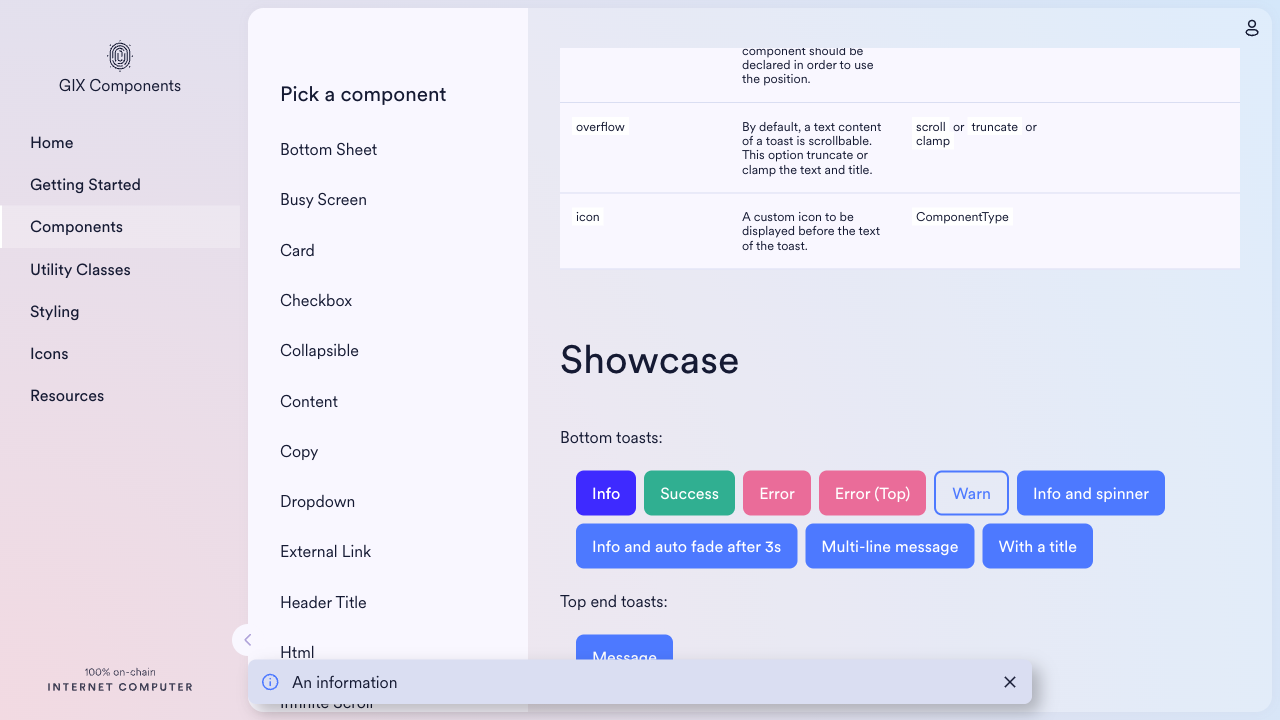 GIX Components
Home
Getting Started
Components
Utility Classes
Styling
Icons
Resources
100% on-chain
INTERNET COMPUTER
Pick a component
Bottom Sheet
Busy Screen
Card
Checkbox
Collapsible
Content
Copy
Dropdown
External Link
Header Title
Html
Infinite Scroll
component should be
declared in order to use
the position.
overflow
By default, a text content
of a toast is scrollable.
This option truncate or
clamp the text and title.
scroll or truncate or
clamp
icon
A custom icon to be
displayed before the text
of the toast.
ComponentType
Showcase
Bottom toasts:
Info Success Error Error (Top) Warn Info and spinner
Info and auto fade after 3s Multi-line message With a title
Top end toasts:
Message
An information